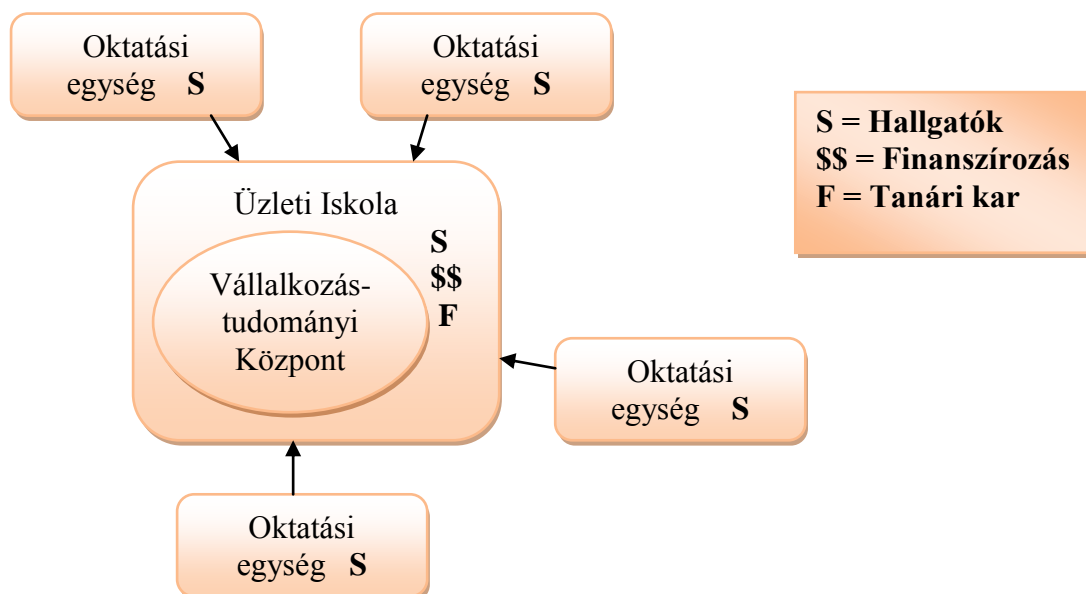 Oktatási
egység S
Oktatási
egység S
S = Hallgatók
$$ = Finanszírozás
F = Tanári kar
Üzleti Iskola
S
$$
F
Vállalkozás-
tudományi
Központ
Oktatási
egység S
Oktatási
egység S